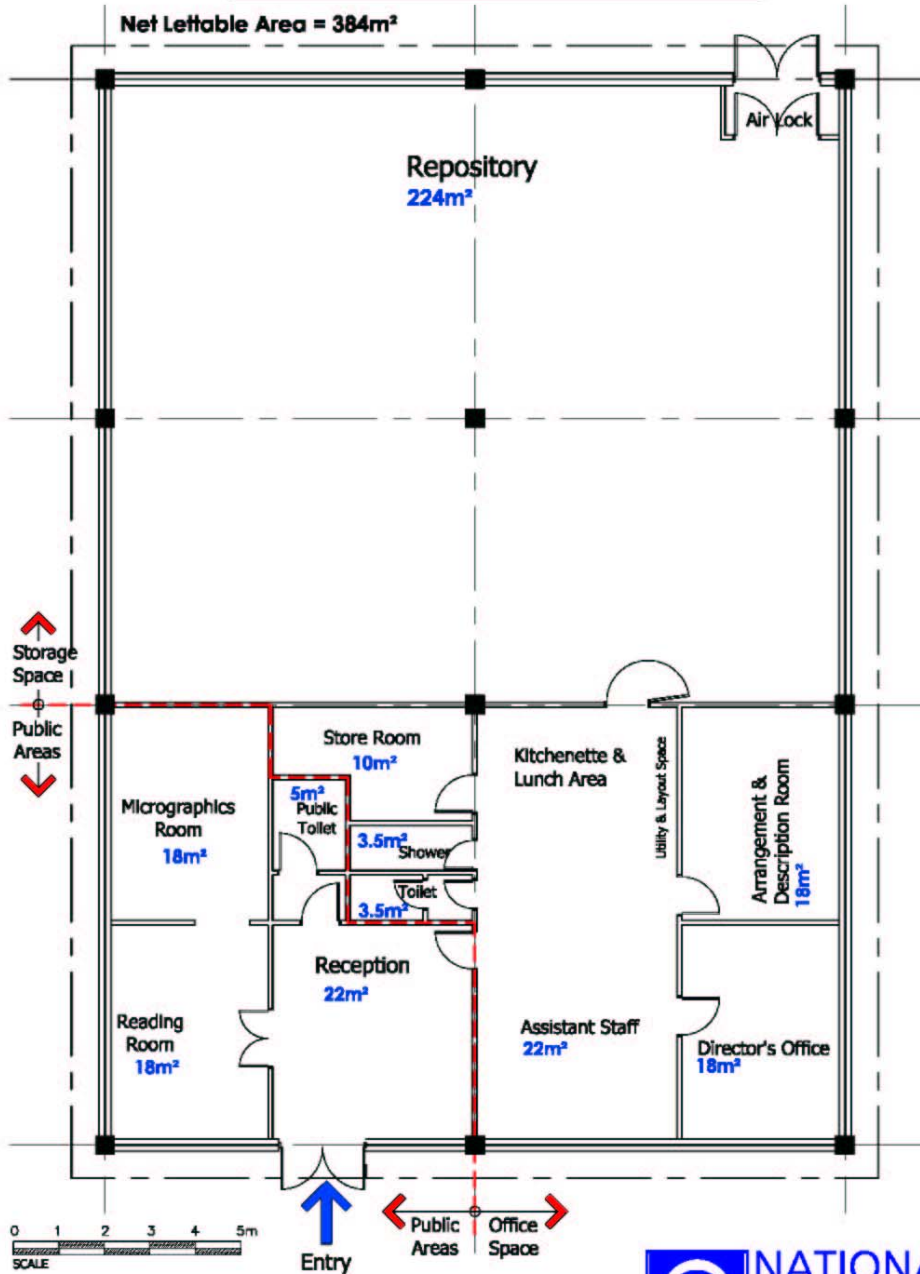 Net Lettable Area = 384m²
Air Lock
Repository
224m²
Storage
Space
Public
Areas
Store Room
10m²
Kitchenette &
Lunch Area
Utility & Layout Space
Arrangement &
Description Room
18m²
Micrographics
Room
18m²
5m²
Public
Toilet
3.5m²
Shower
Toilet
3.5m²
Reception
22m²
Reading
Room
18m²
Assistant Staff
22m²
Director's Office
18m²
0 1 2 3 4 5m
SCALE
Entry
Public
Areas
Office
Space